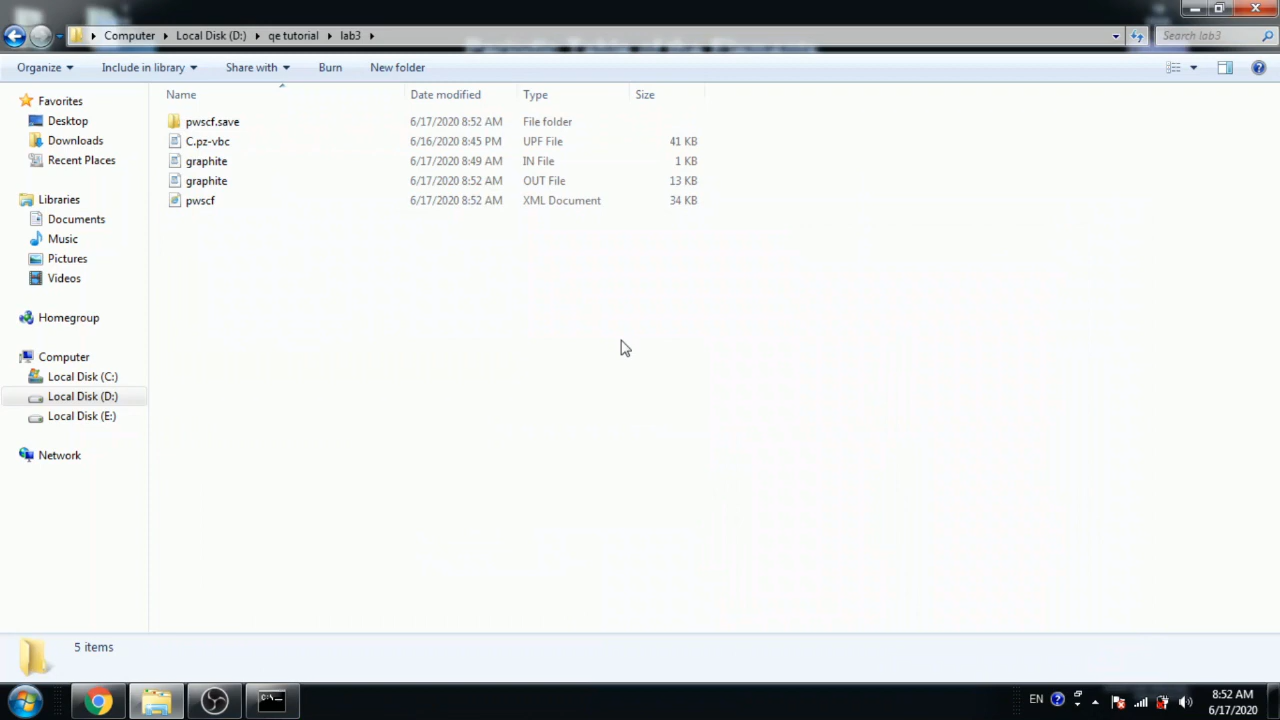 Periodic Table of the Elements
Computer Local Disk (D:) qe tutorial lab3
Search lab3
Organize Include in library Share with Burn New folder
Name Date modified Type Size
Favorites
Desktop
Downloads
Recent Places
Libraries
Documents
Music
Pictures
Videos
Homegroup
Computer
Local Disk (C:)
Local Disk (D:)
Local Disk (E:)
Network
pwscf.save 6/17/2020 8:52 AM File folder
C.pz-vbc 6/16/2020 8:45 PM UPF File 41 KB
graphite 6/17/2020 8:49 AM IN File 1 KB
graphite 6/17/2020 8:52 AM OUT File 13 KB
pwscf 6/17/2020 8:52 AM XML Document 34 KB
5 items
EN
8:52 AM
6/17/2020